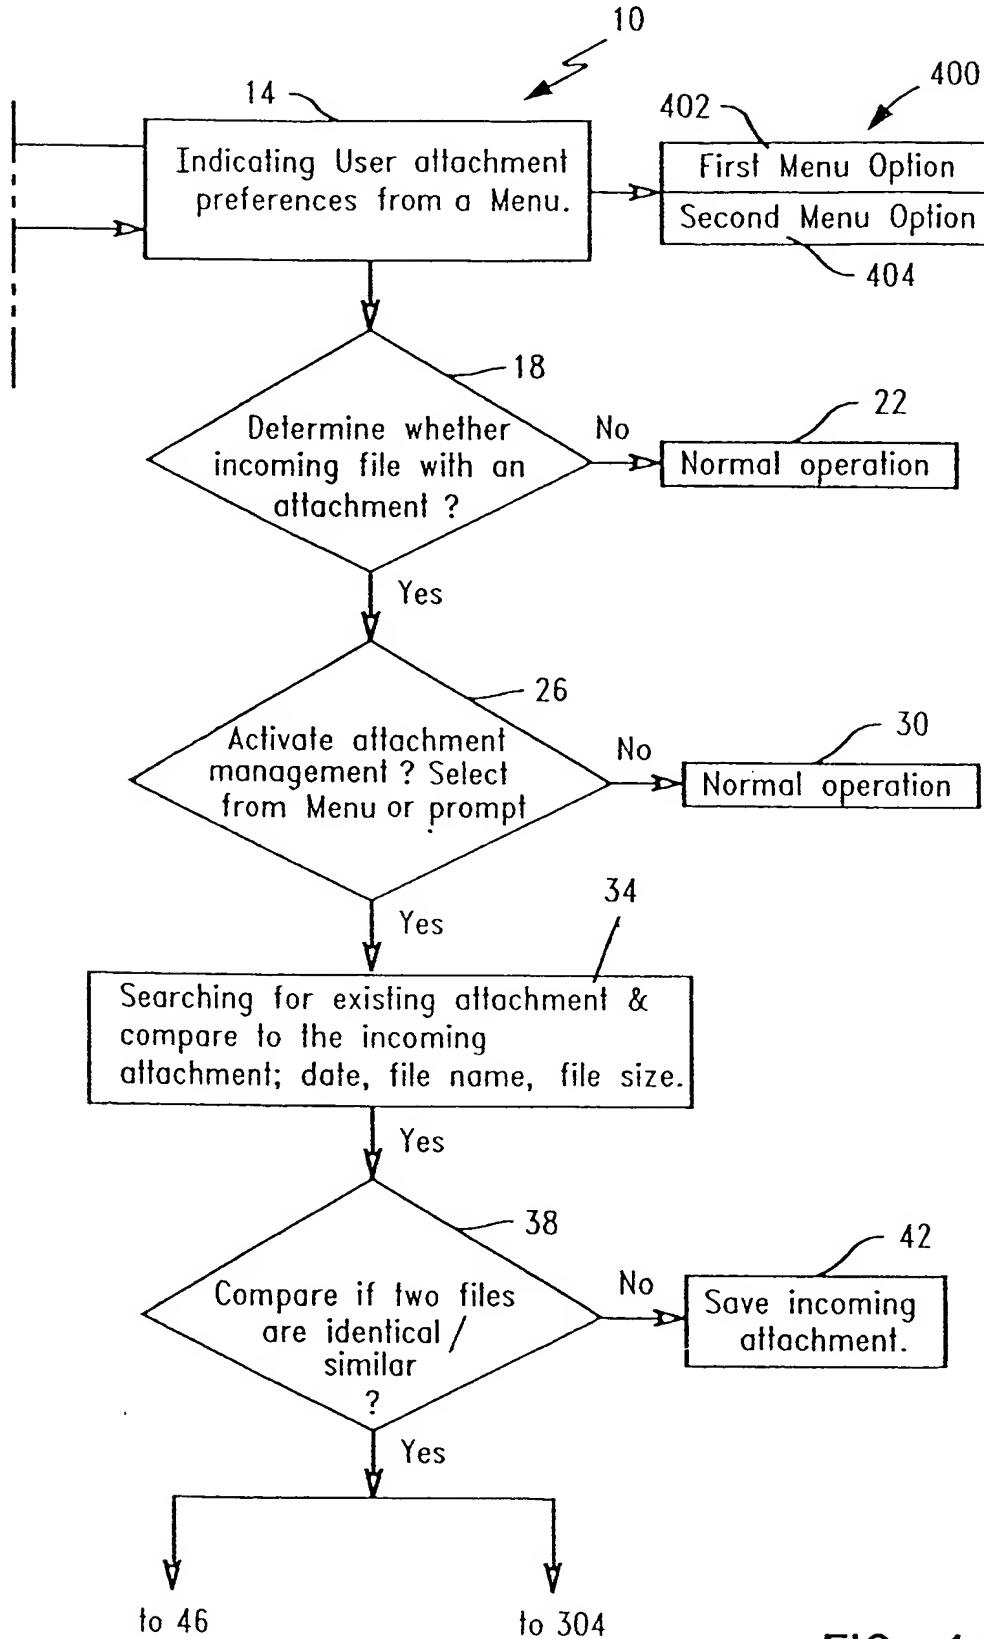 10
14
400
402
Indicating User attachment
preferences from a Menu.
First Menu Option
Second Menu Option
404
18
Determine whether
incoming file with an
attachment ?
No
22
Normal operation
Yes
26
Activate attachment
management ? Select
from Menu or prompt
No
30
Normal operation
Yes
34
Searching for existing attachment &
compare to the incoming
attachment; date, file name, file size.
Yes
38
Compare if two files
are identical /
similar
?
No
42
Save incoming
attachment.
Yes
to 46
to 304